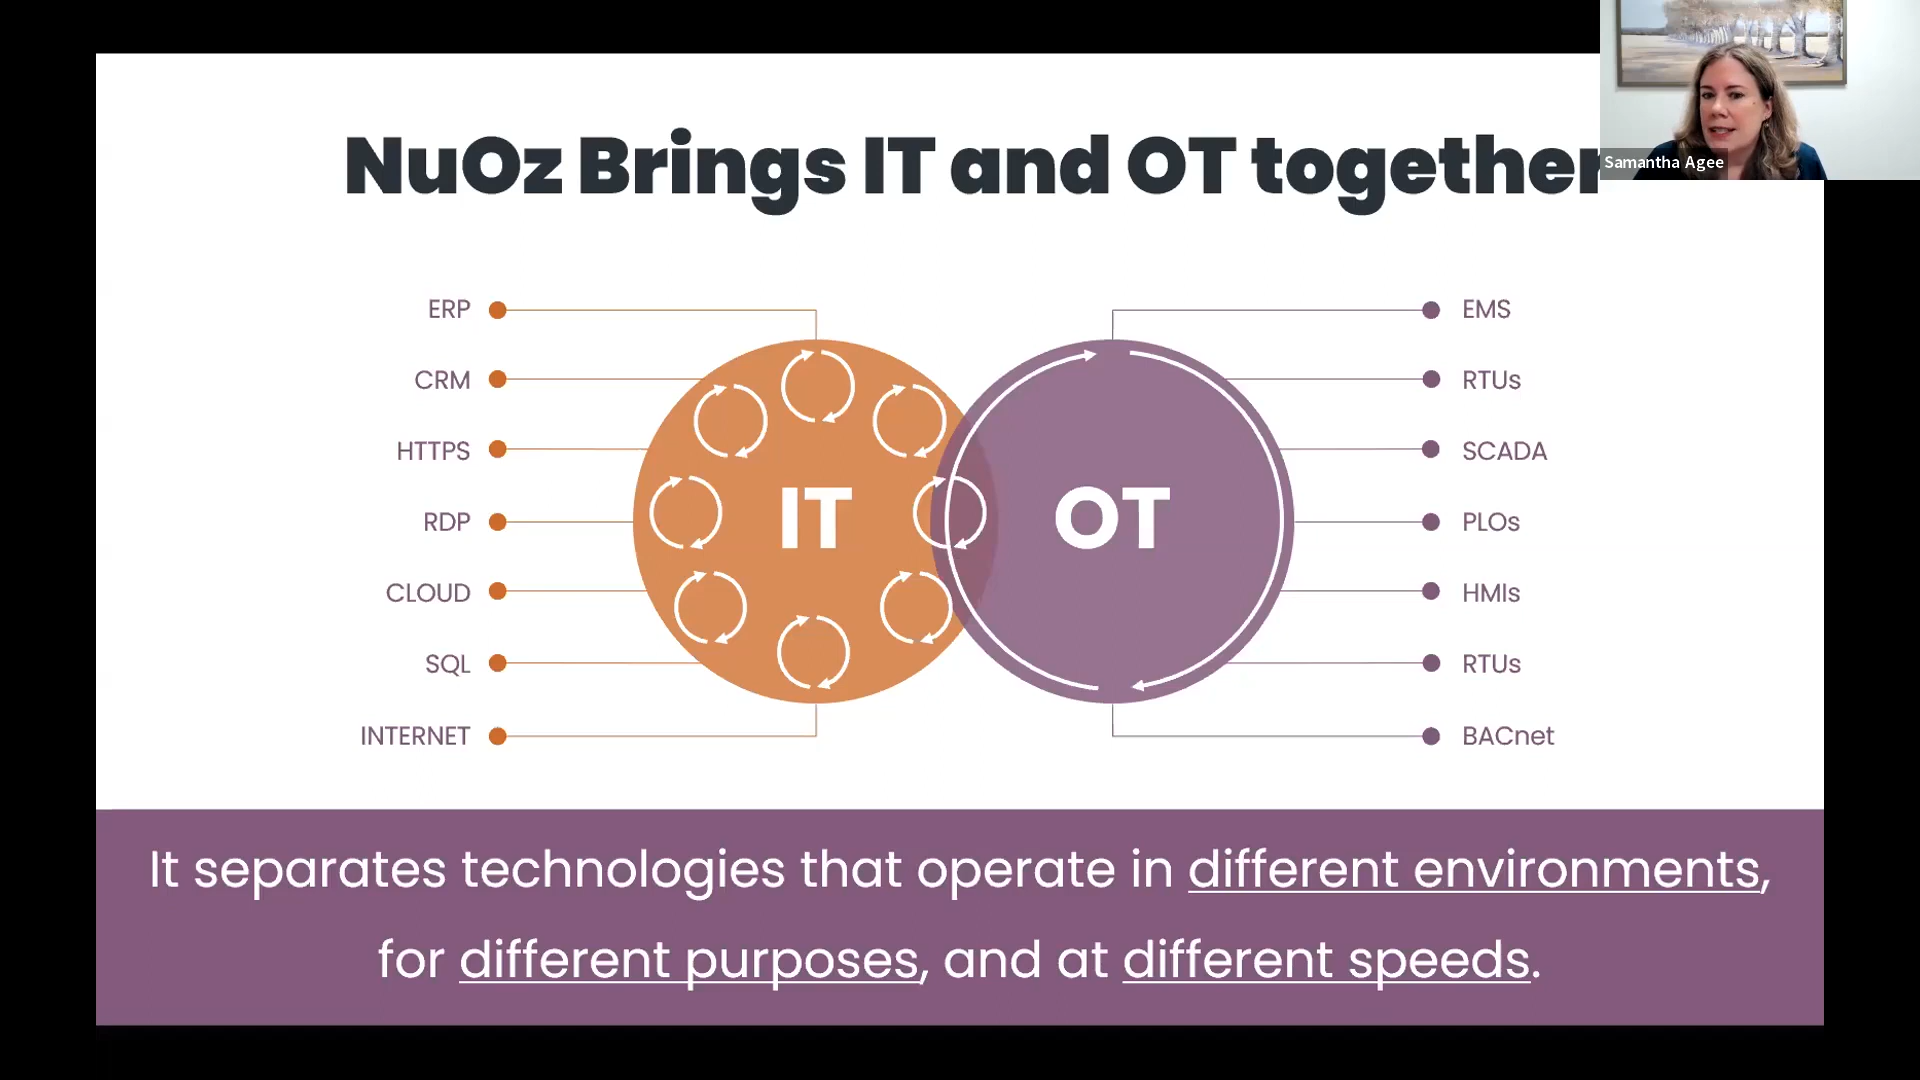 NuOz Brings IT and OT together
Samantha Agee
ERP
CRM
HTTPS
RDP
CLOUD
SQL
INTERNET
IT
OT
EMS
RTUs
SCADA
PLOs
HMIs
RTUs
BACnet
It separates technologies that operate in different environments,
for different purposes, and at different speeds.